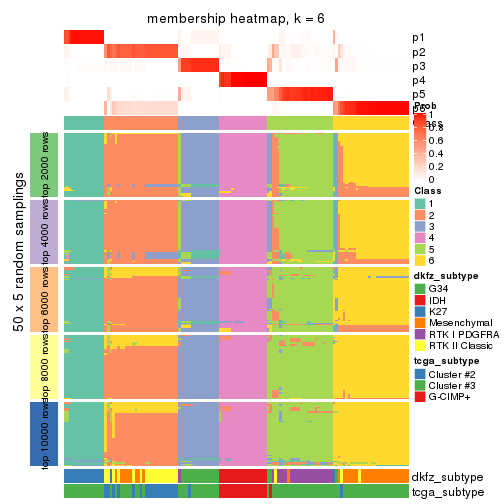 membership heatmap, k = 6
p1
p2
p3
p4
p5
p6
Class
Prob
1
0.8
0.6
0.4
0.2
0
Class
1
2
3
4
5
6
dkfz_subtype
G34
IDH
K27
Mesenchymal
RTK I PDGFRA
RTK II Classic
tcga_subtype
Cluster #2
Cluster #3
G-CIMP+
50 x 5 random samplings
top 2000 rows
top 4000 rows
top 6000 rows
top 8000 rows
top 10000 rows
dkfz_subtype
tcga_subtype